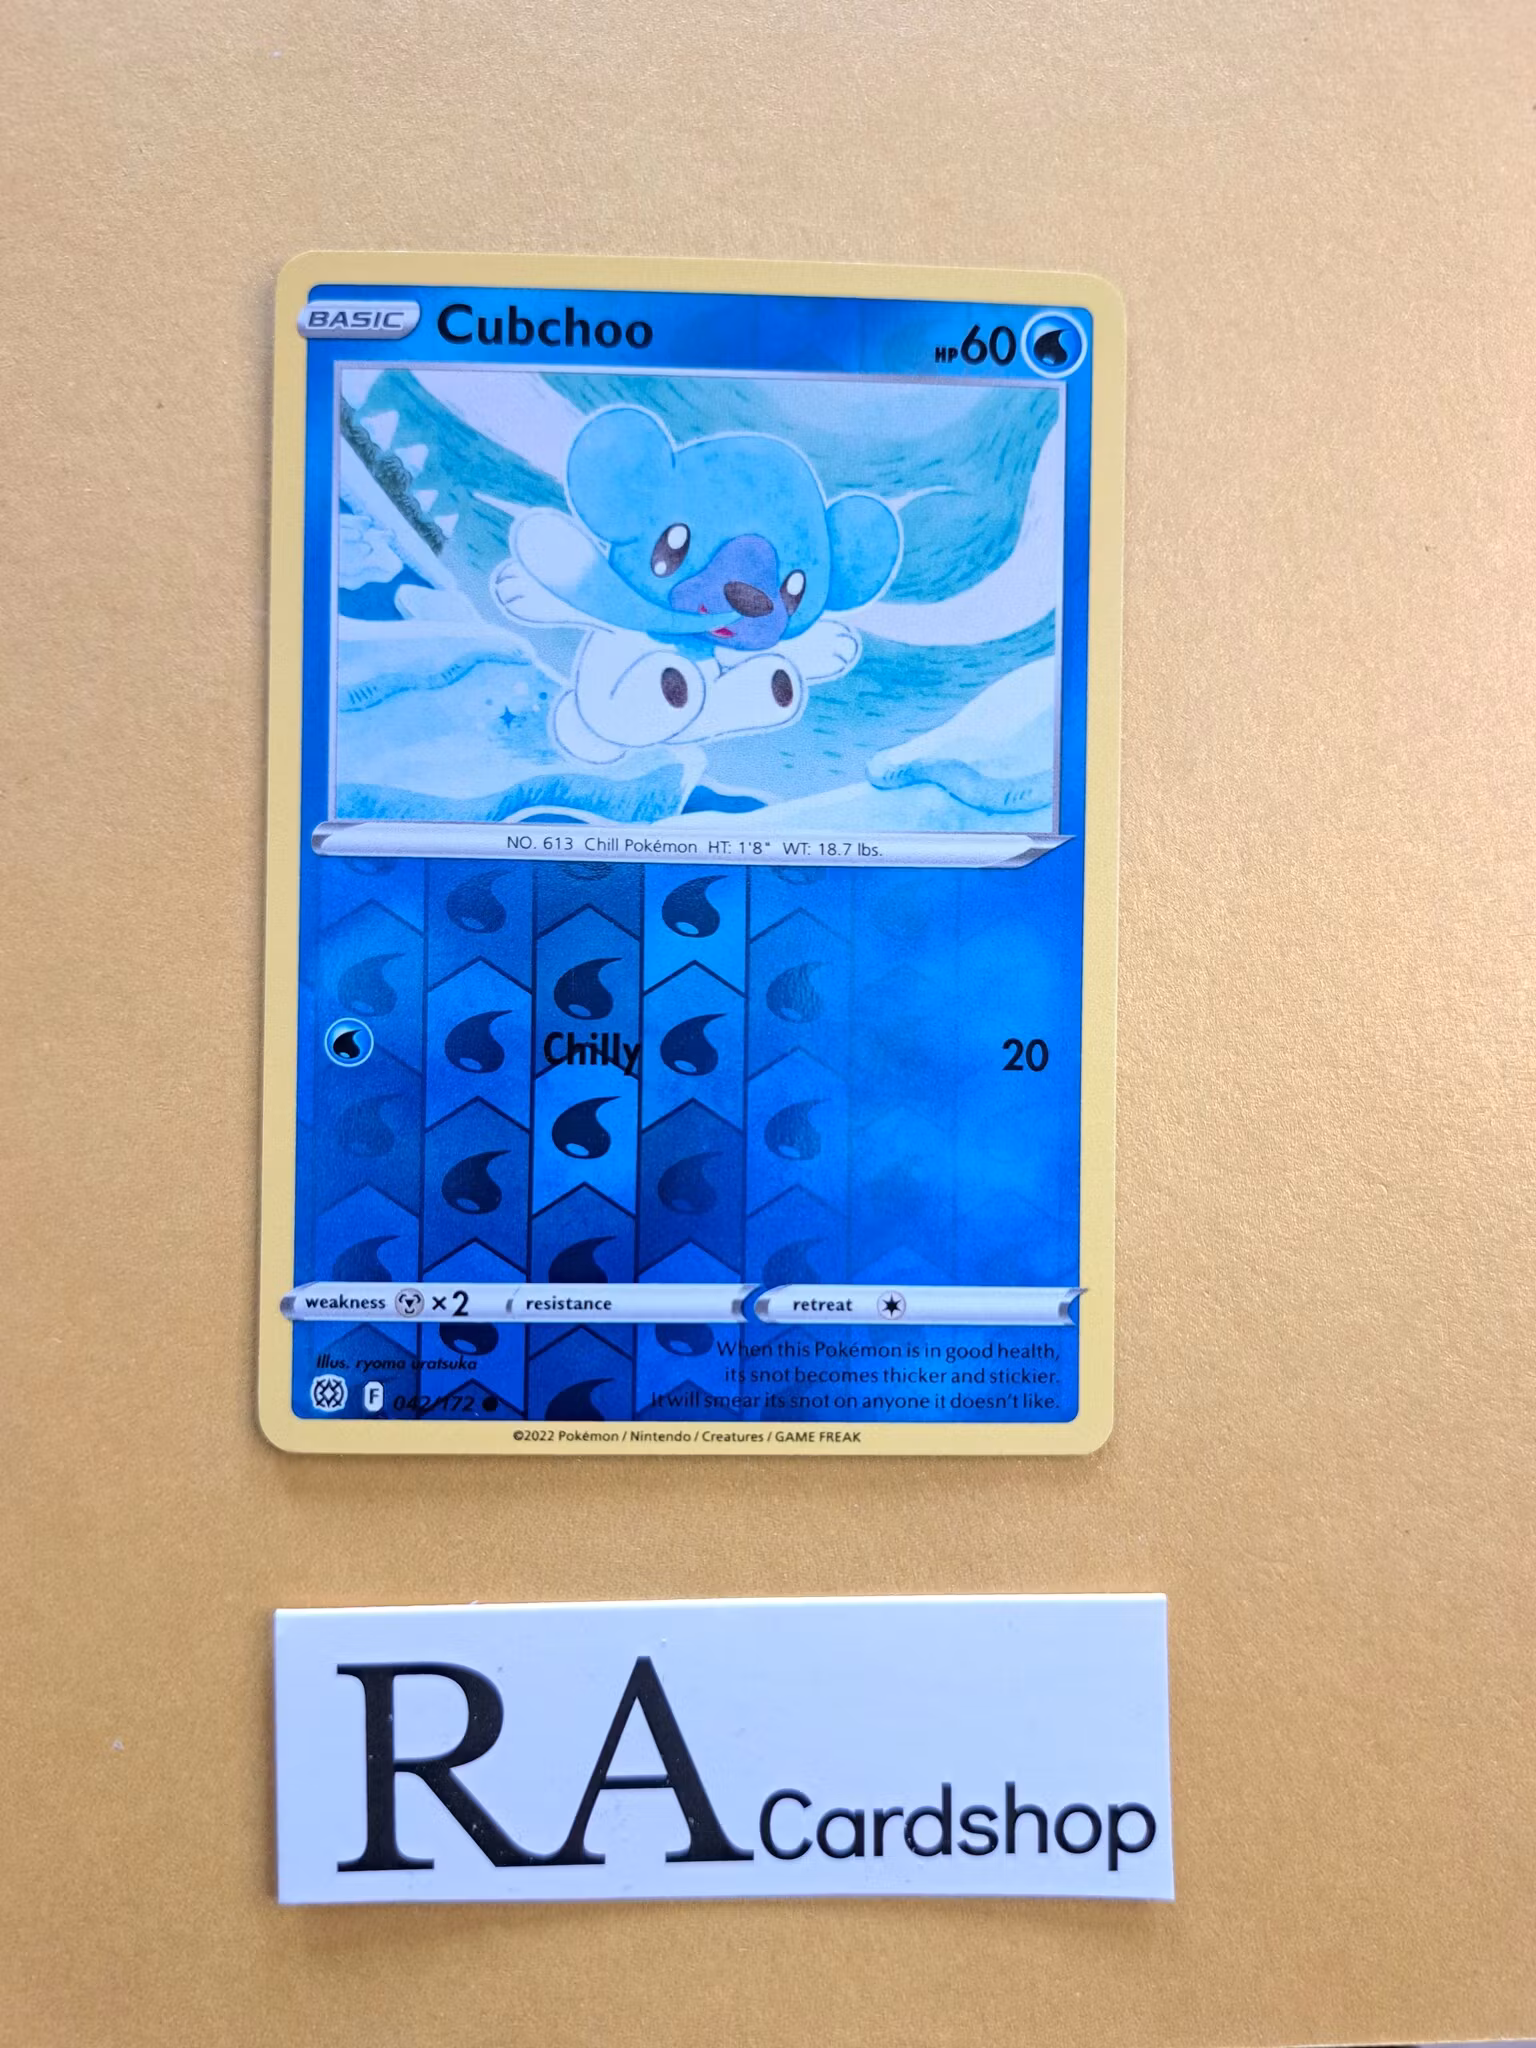 BASIC Cubchoo HP 60
NO. 613 Chill Pokémon HT: 1'8" WT: 18.7 lbs.
Chilly 20
weakness ×2 resistance retreat
When this Pokémon is in good health,
its snot becomes thicker and stickier.
It will smear its snot on anyone it doesn't like.
Illus. ryoma uratsuka
F 042/172
©2022 Pokémon / Nintendo / Creatures / GAME FREAK
RA Cardshop